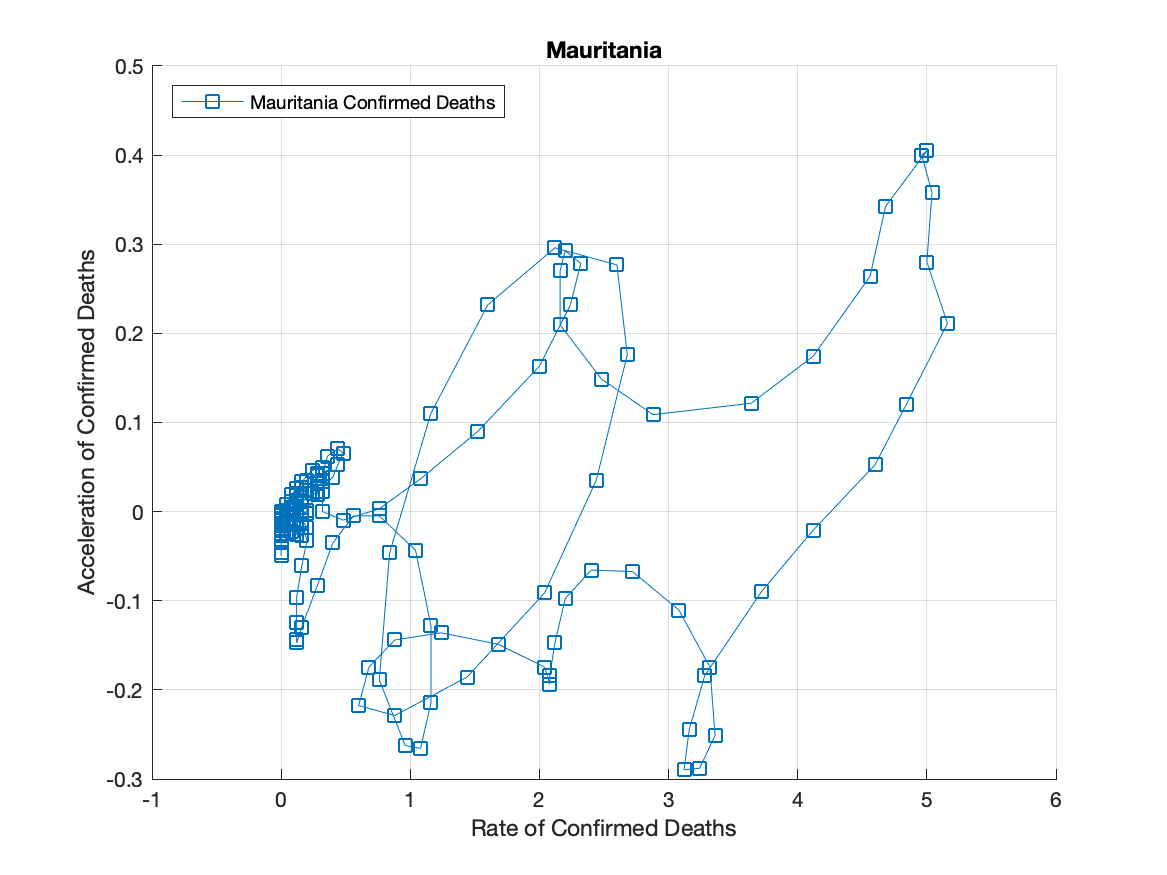 Mauritania
Mauritania Confirmed Deaths
0.5
0.4
0.3
0.2
0.1
0
-0.1
-0.2
-0.3
Acceleration of Confirmed Deaths
-1 0 1 2 3 4 5 6
Rate of Confirmed Deaths